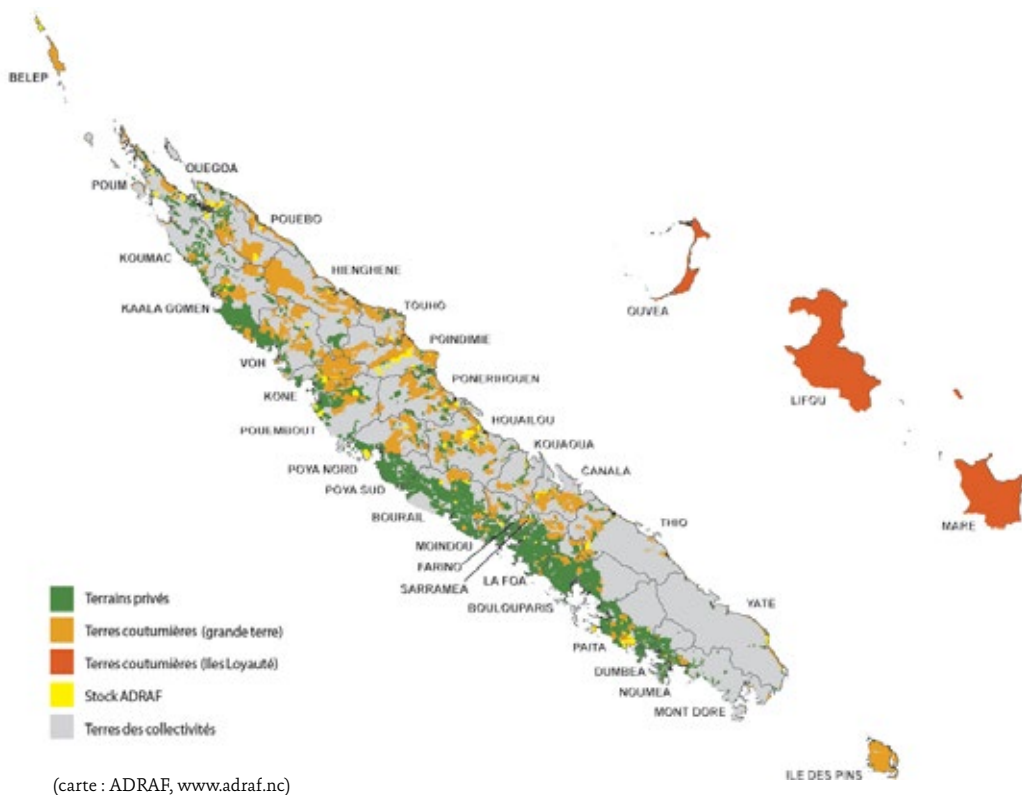 BELEP
OUEGOA
POUM
POUEBO
KOUMAC
HIENGHENE
KAALA GOMEN
TOUHO
OUVEA
POINDIMIE
VOH
PONERIHOUEN
KONE
LIFOU
HOUAILOU
POUEMBOUT
KOUAOUA
POYA NORD
CANALA
POYA SUD
BOURAIL
THIO
MARE
MOINDOU
FARINO
SARRAMEA
LA FOA
BOULOUPARIS
YATE
PAITA
DUMBEA
NOUMEA
MONT DORE
ILE DES PINS
Terrains privés
Terres coutumières (grande terre)
Terres coutumières (Iles Loyauté)
Stock ADRAF
Terres des collectivités
(carte : ADRAF, www.adraf.nc)